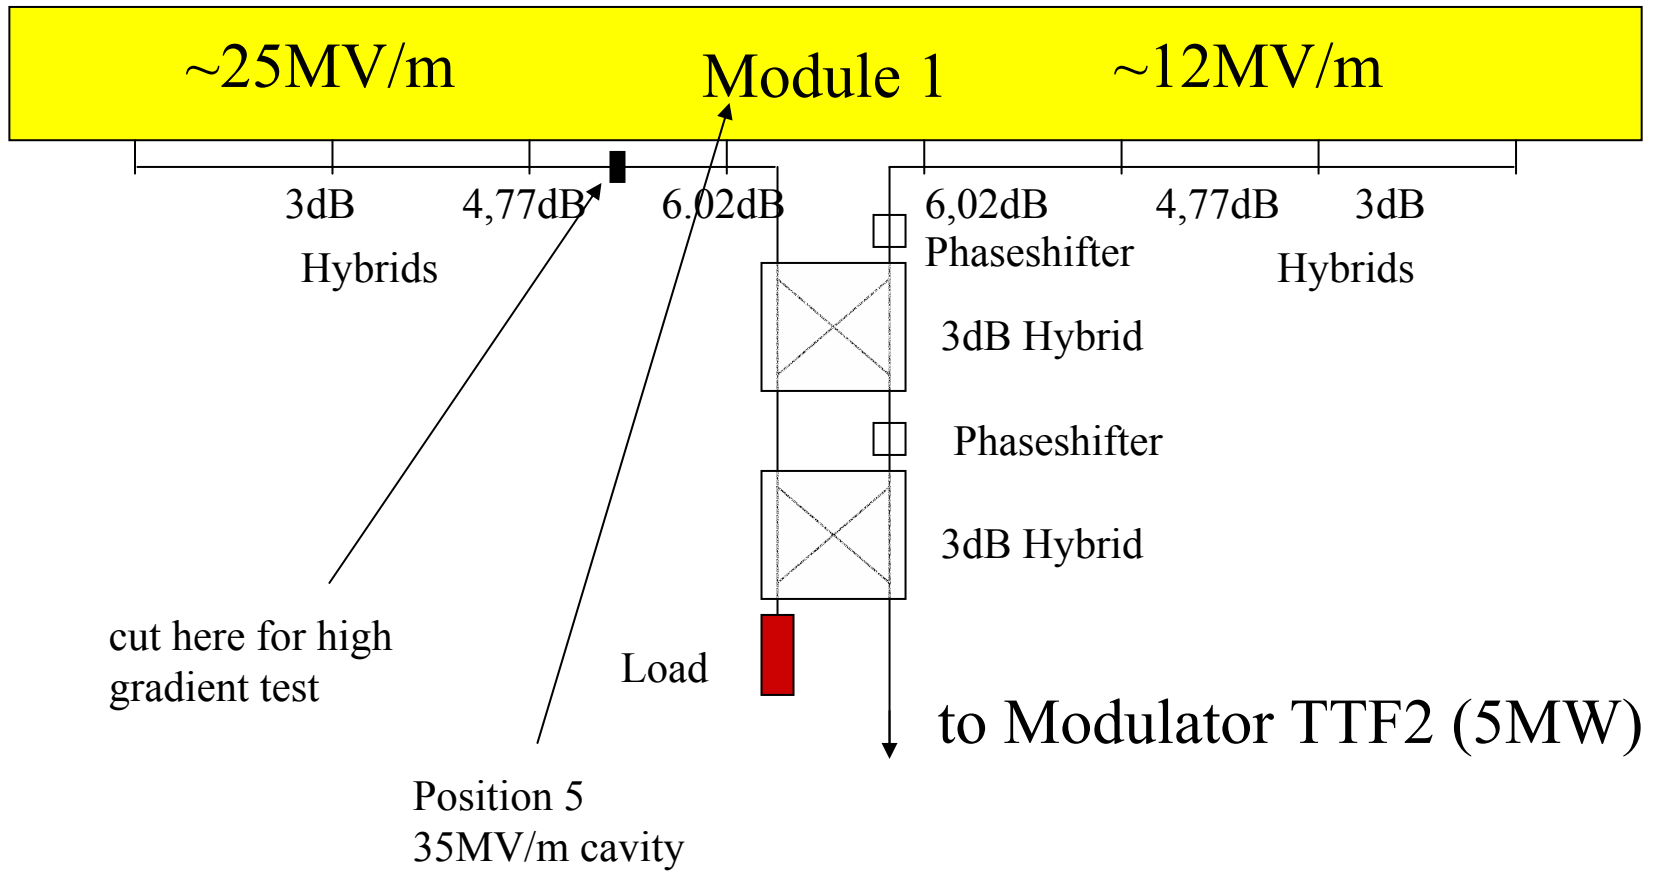 ~25MV/m
Module 1
~12MV/m
3dB
4,77dB
6.02dB
6,02dB
4,77dB
3dB
Hybrids
Phaseshifter
Hybrids
3dB Hybrid
Phaseshifter
3dB Hybrid
cut here for high
gradient test
Load
to Modulator TTF2 (5MW)
Position 5
35MV/m cavity